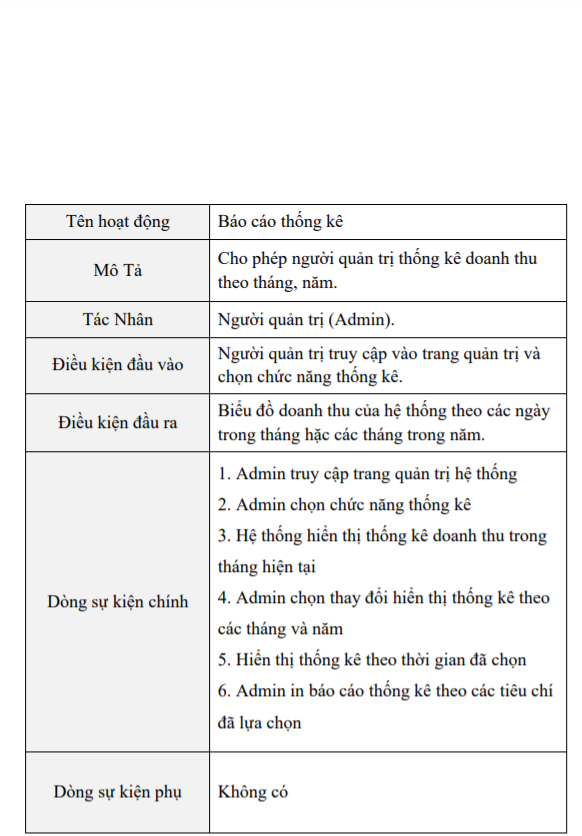 Tên hoạt động
Báo cáo thống kê
Mô Tả
Cho phép người quản trị thống kê doanh thu
theo tháng, năm.
Tác Nhân
Người quản trị (Admin).
Điều kiện đầu vào
Người quản trị truy cập vào trang quản trị và
chọn chức năng thống kê.
Điều kiện đầu ra
Biểu đồ doanh thu của hệ thống theo các ngày
trong tháng hặc các tháng trong năm.
Dòng sự kiện chính
1. Admin truy cập trang quản trị hệ thống
2. Admin chọn chức năng thống kê
3. Hệ thống hiển thị thống kê doanh thu trong
tháng hiện tại
4. Admin chọn thay đổi hiển thị thống kê theo
các tháng và năm
5. Hiển thị thống kê theo thời gian đã chọn
6. Admin in báo cáo thống kê theo các tiêu chí
đã lựa chọn
Dòng sự kiện phụ
Không có